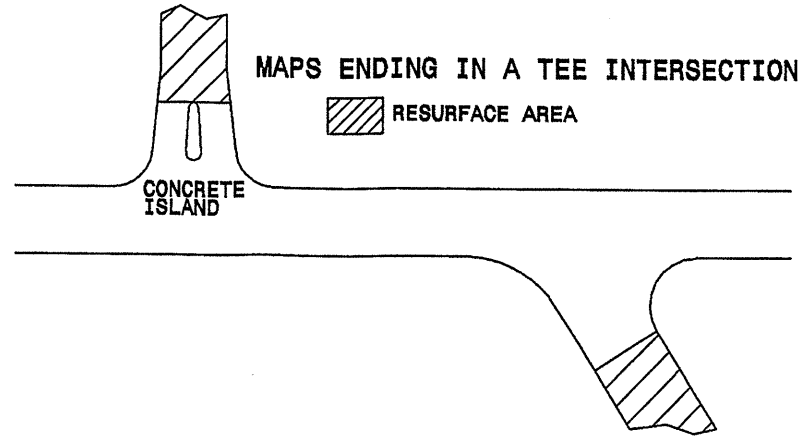 MAPS ENDING IN A TEE INTERSECTION
RESURFACE AREA
CONCRETE
ISLAND